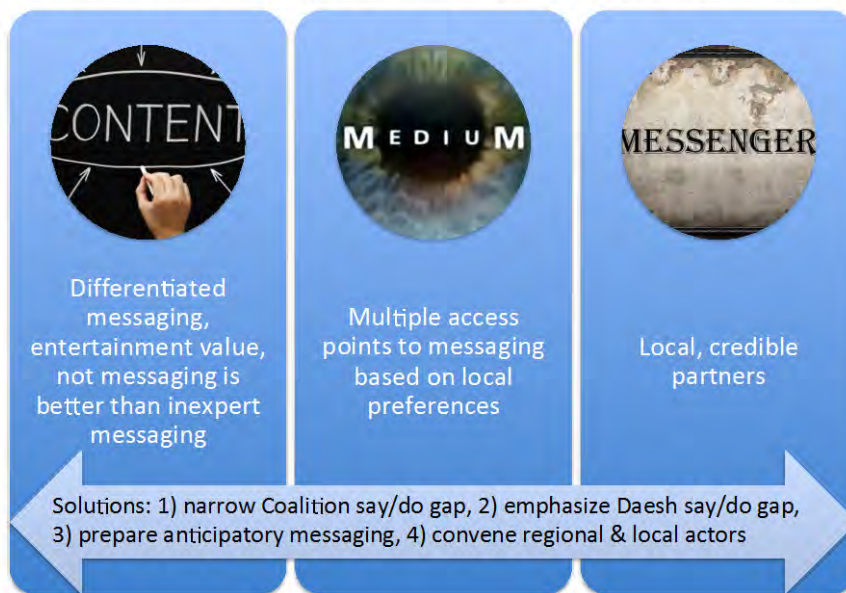 CONTENT
Differentiated
messaging,
entertainment value,
not messaging is
better than inexpert
messaging
MEDIUM
Multiple access
points to messaging
based on local
preferences
MESSENGER
Local, credible
partners
Solutions: 1) narrow Coalition say/do gap, 2) emphasize Daesh say/do gap,
3) prepare anticipatory messaging, 4) convene regional & local actors